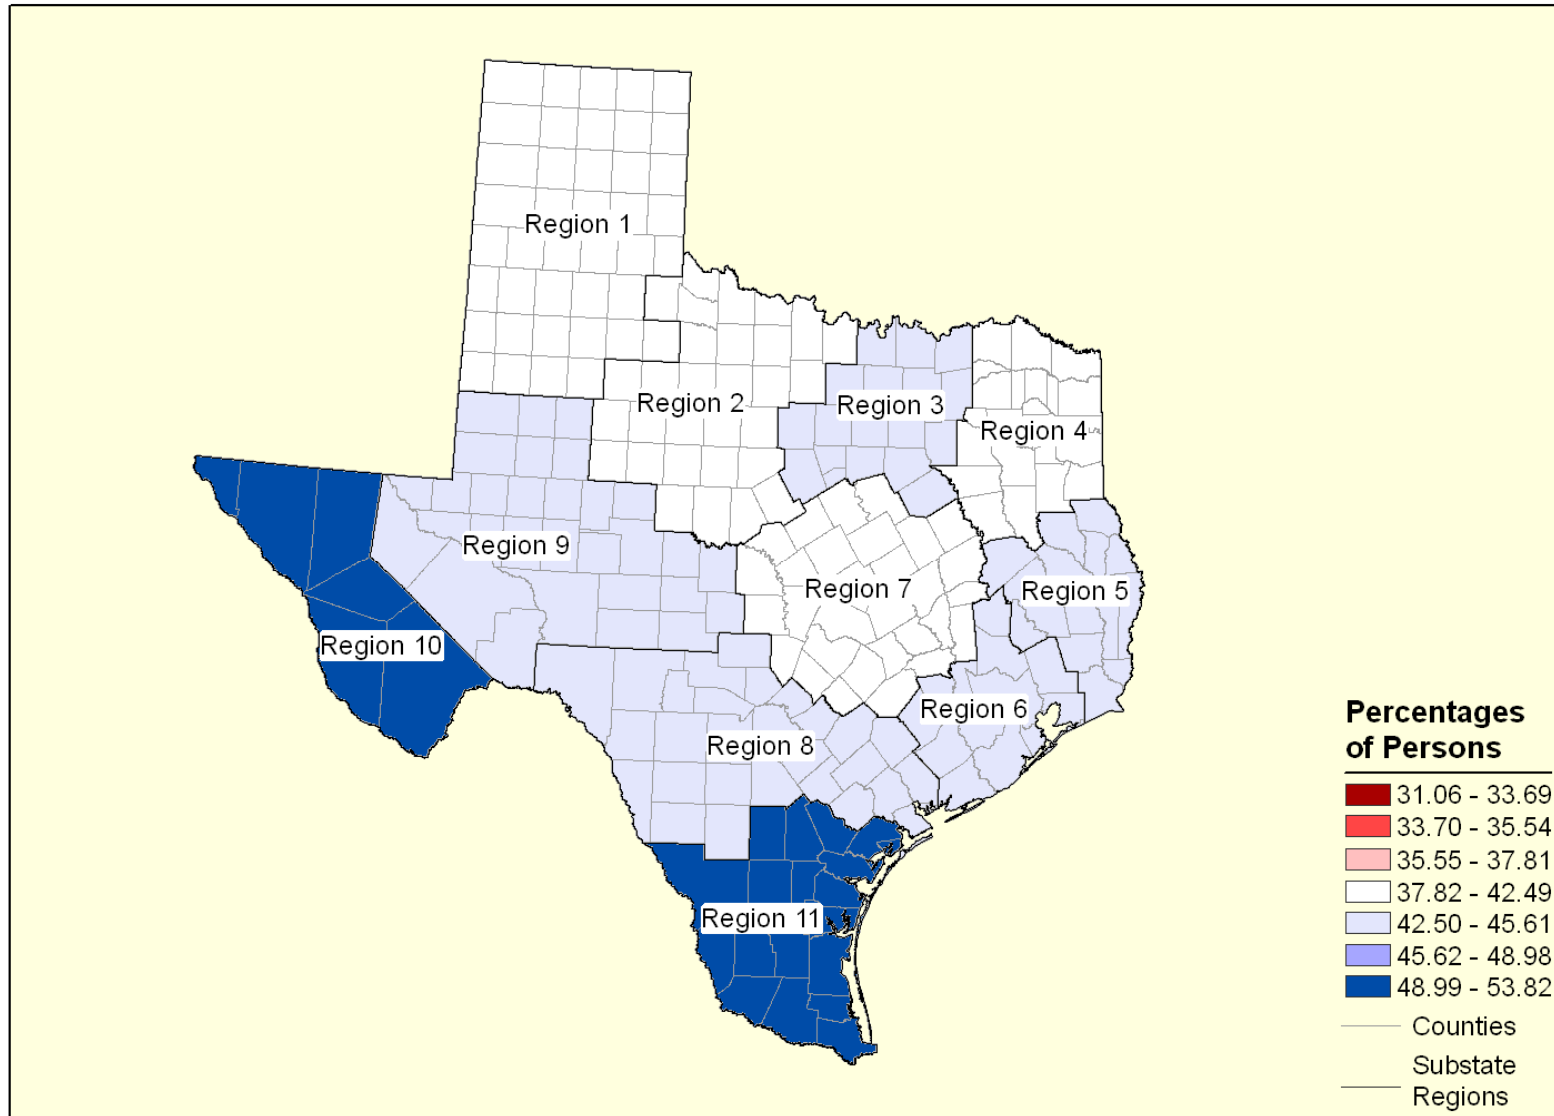 Region 1
Region 2
Region 3
Region 4
Region 9
Region 7
Region 5
Region 10
Region 6
Region 8
Region 11
Percentages
of Persons
31.06 - 33.69
33.70 - 35.54
35.55 - 37.81
37.82 - 42.49
42.50 - 45.61
45.62 - 48.98
48.99 - 53.82
Counties
Substate
Regions